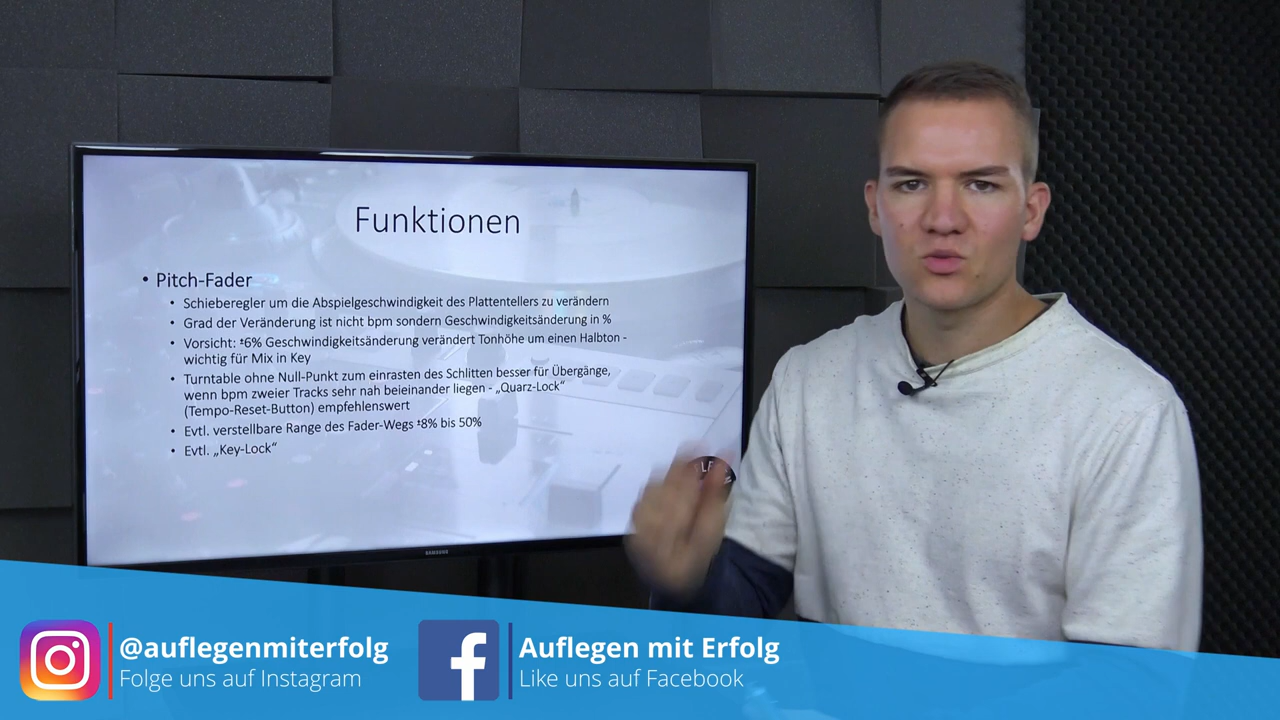 Funktionen
• Pitch-Fader
• Schieberegler um die Abspielgeschwindigkeit des Plattentellers zu verändern
• Grad der Veränderung ist nicht bpm sondern Geschwindigkeitsänderung in %
• Vorsicht: ±6% Geschwindigkeitsänderung verändert Tonhöhe um einen Halbton -
wichtig für Mix in Key
• Turntable ohne Null-Punkt zum einrasten des Schlitten besser für Übergänge,
wenn bpm zweier Tracks sehr nah beieinander liegen - „Quarz-Lock“
(Tempo-Reset-Button) empfehlenswert
• Evtl. verstellbare Range des Fader-Wegs ±8% bis 50%
• Evtl. „Key-Lock“
SAMSUNG
@auflegenmiterfolg
Folge uns auf Instagram
Auflegen mit Erfolg
Like uns auf Facebook